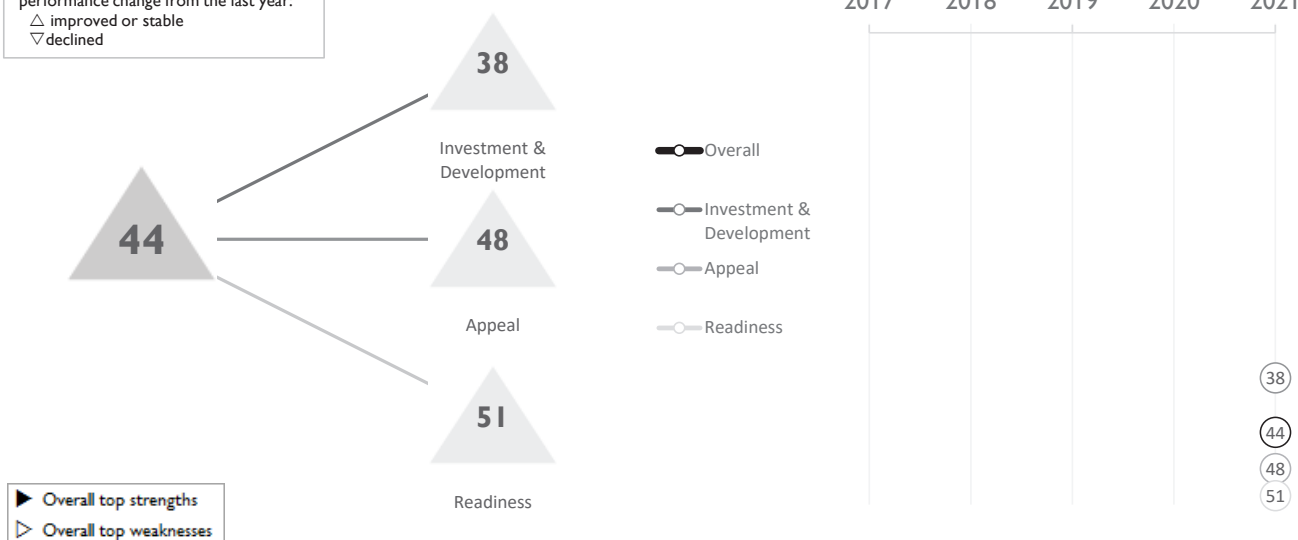 performance change from the last year.
△ improved or stable
▽ declined
38
Investment &
Development
44
48
Appeal
51
Readiness
▶ Overall top strengths
▷ Overall top weaknesses
Overall
Investment &
Development
Appeal
Readiness
2017 2018 2019 2020 2021
38
44
48
51